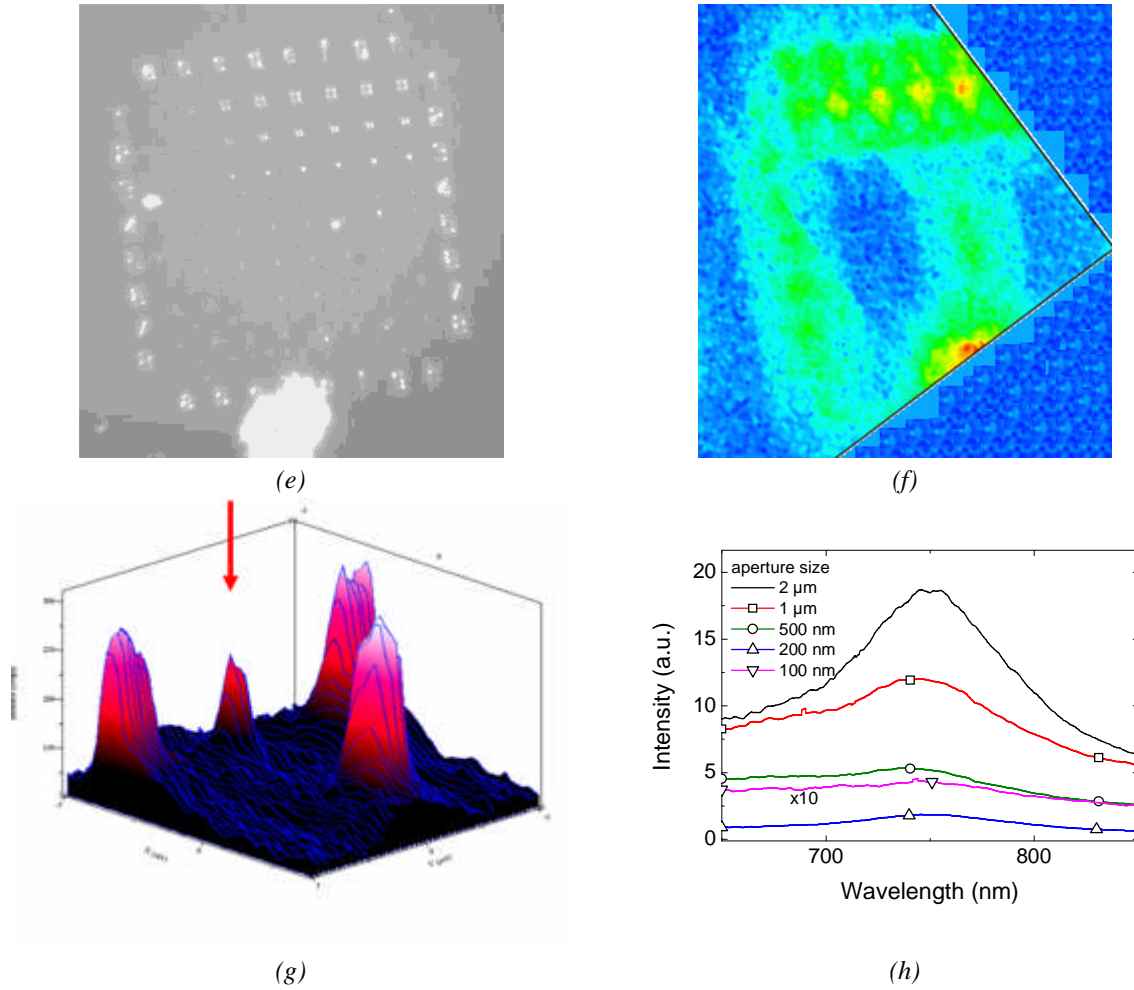 (e)
(f)
(g)
20
15
10
5
0
Intensity (a.u.)
aperture size
2 µm
1 µm
500 nm
200 nm
100 nm
x10
700
800
Wavelength (nm)
(h)